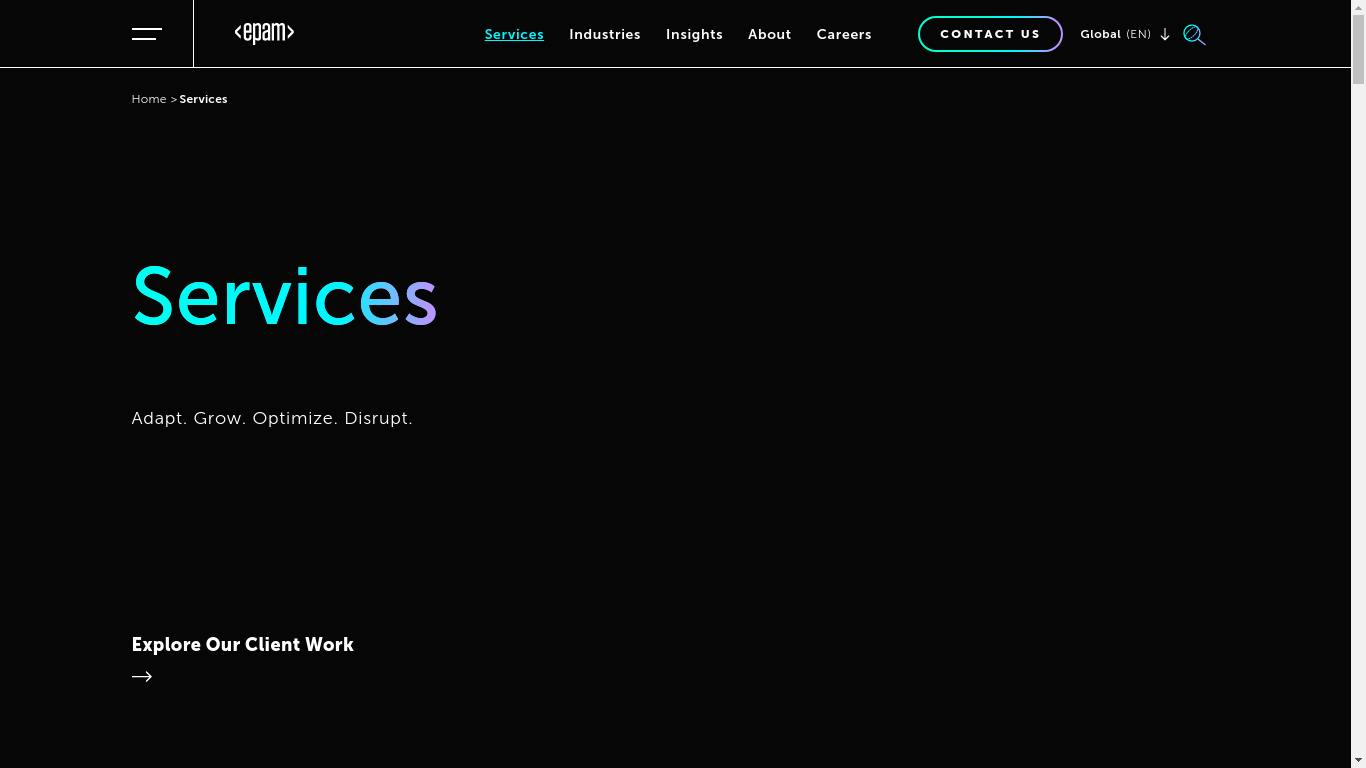 <epam>
Services
Industries
Insights
About
Careers
CONTACT US
Global (EN)
Home > Services
Services
Adapt. Grow. Optimize. Disrupt.
Explore Our Client Work